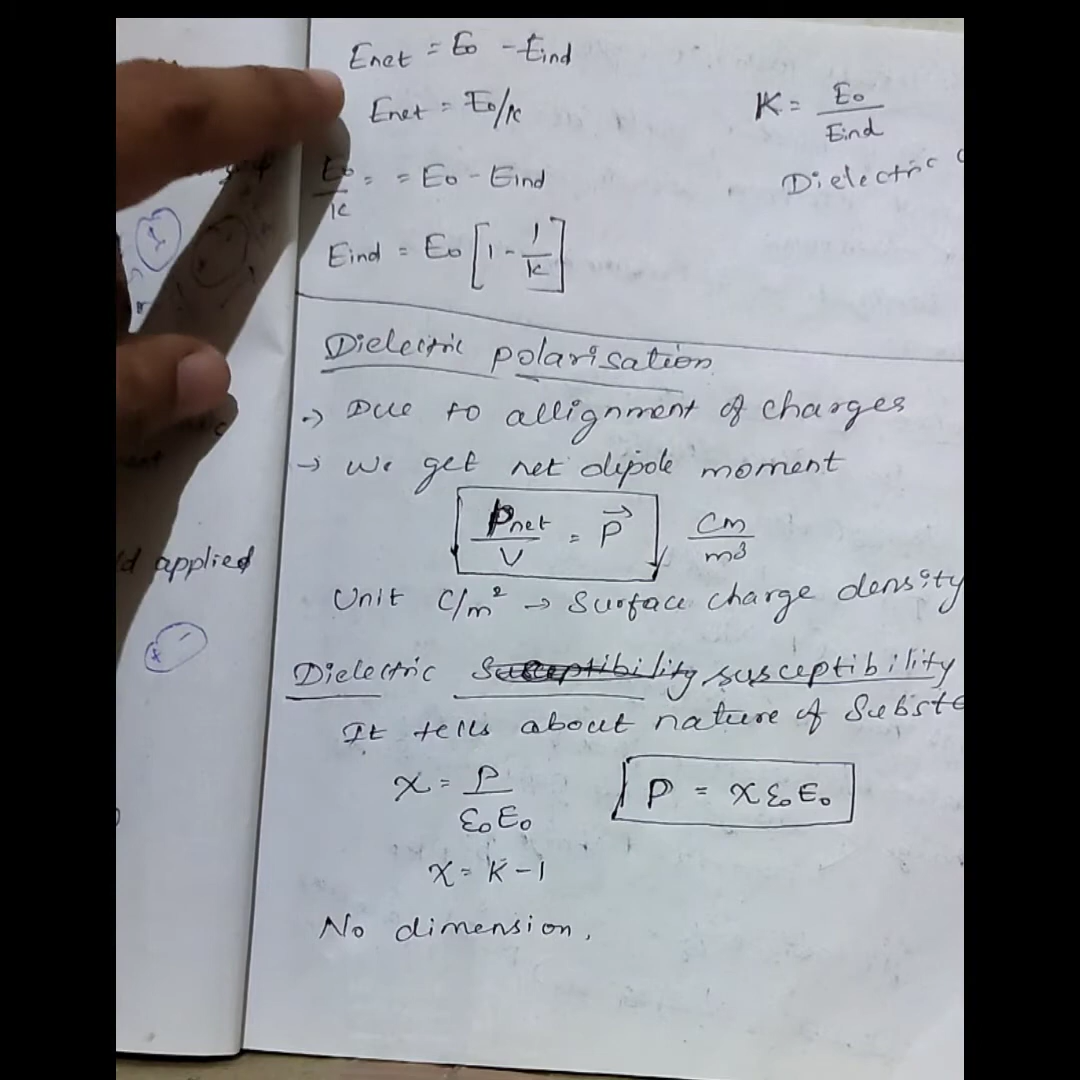 Enet = E0 - Eind
Enet = E0/K
K = E0/Eind
Dielectric
E0/K = = E0 - Eind
Eind = E0 [1 - 1/K]
Dielectric polarisation
-> Due to allignment of charges
-> We get net dipole moment
Pnet/V = P⃗ Cm/m³
d applied
Unit C/m² -> Surface charge density
Dielectric susceptibility
It tells about nature of Subst
χ = P/ε0E0
P = χε0E0
χ = K - 1
No dimension.